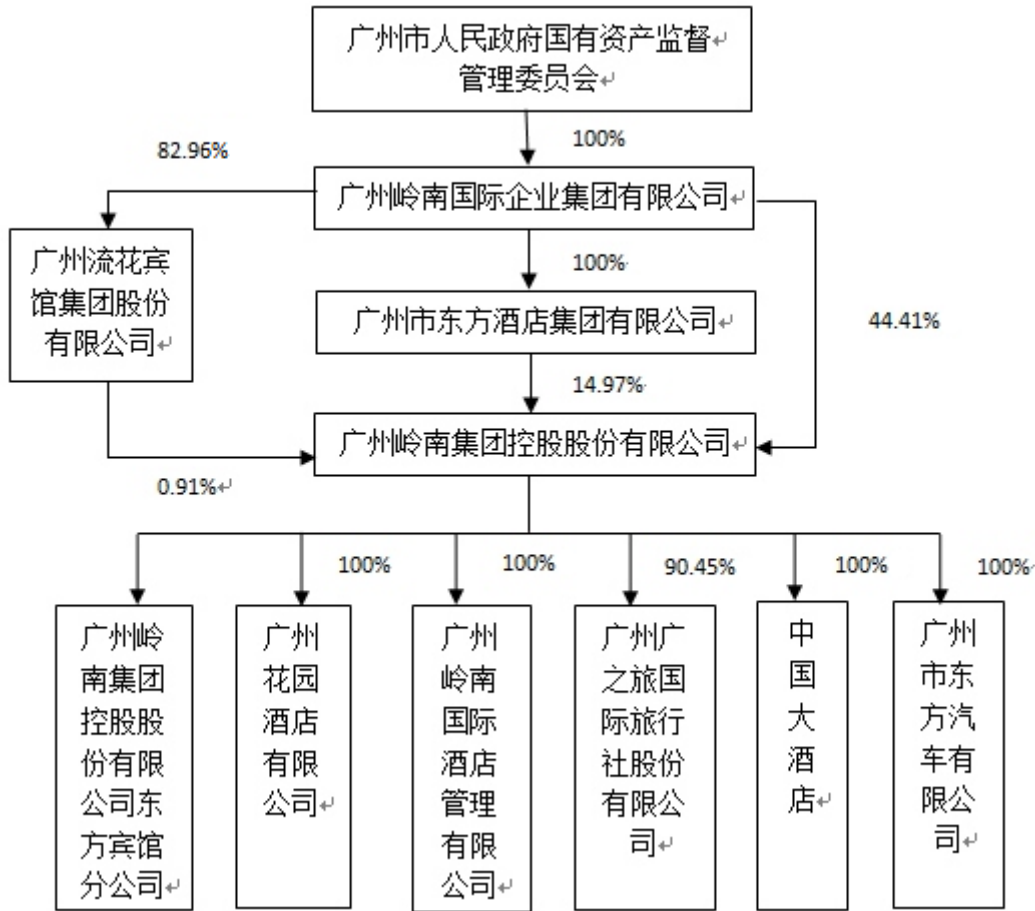 广州市人民政府国有资产监督
管理委员会
100%
82.96%
广州岭南国际企业集团有限公司
广州流花宾
馆集团股份
有限公司
100%
广州市东方酒店集团有限公司
44.41%
14.97%
广州岭南集团控股股份有限公司
0.91%
100%
100%
90.45%
100%
100%
广州岭
南集团
控股股
份有限
公司东
方宾馆
分公司
广州
花园
酒店
有限
公司
广州
岭南
国际
酒店
管理
有限
公司
广州广
之旅国
际旅行
社股份
有限公
司
中
国
大
酒
店
广州
市东
方汽
车有
限公
司